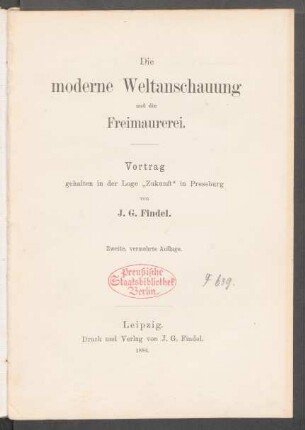 Die
moderne Weltanschauung
und die
Freimaurerei.
Vortrag
gehalten in der Loge „Zukunft“ in Pressburg
von
J. G. Findel.
Zweite, vermehrte Auflage.
Preußische
Staatsbibliothek
Berlin.
Leipzig.
Druck und Verlag von J. G. Findel.